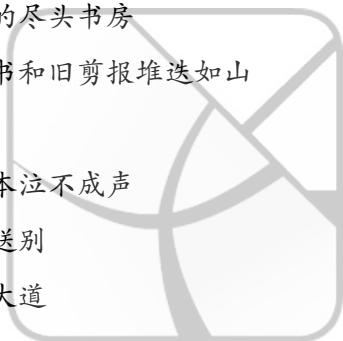 的尽头书房
书和旧剪报堆迭如山
本泣不成声
送别
大道